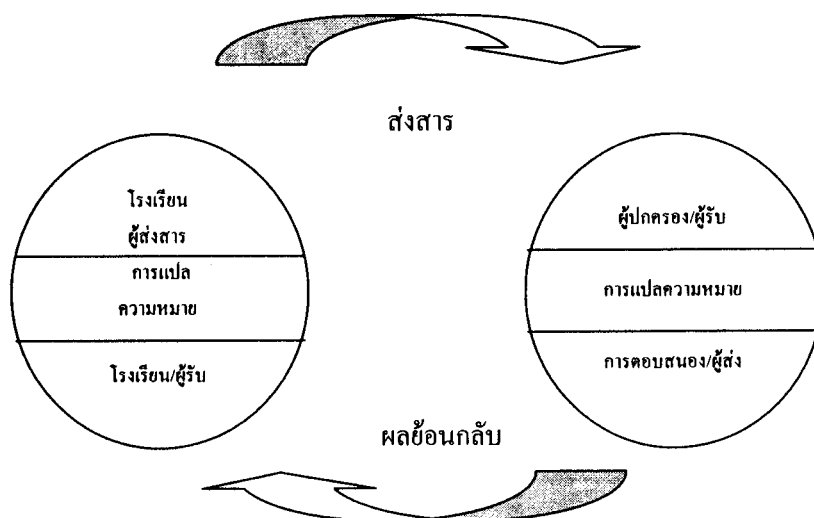 ส่งสาร
โรงเรียน
ผู้ส่งสาร
การแปล
ความหมาย
โรงเรียน/ผู้รับ
ผู้ปกครอง/ผู้รับ
การแปลความหมาย
การตอบสนอง/ผู้ส่ง
ผลย้อนกลับ